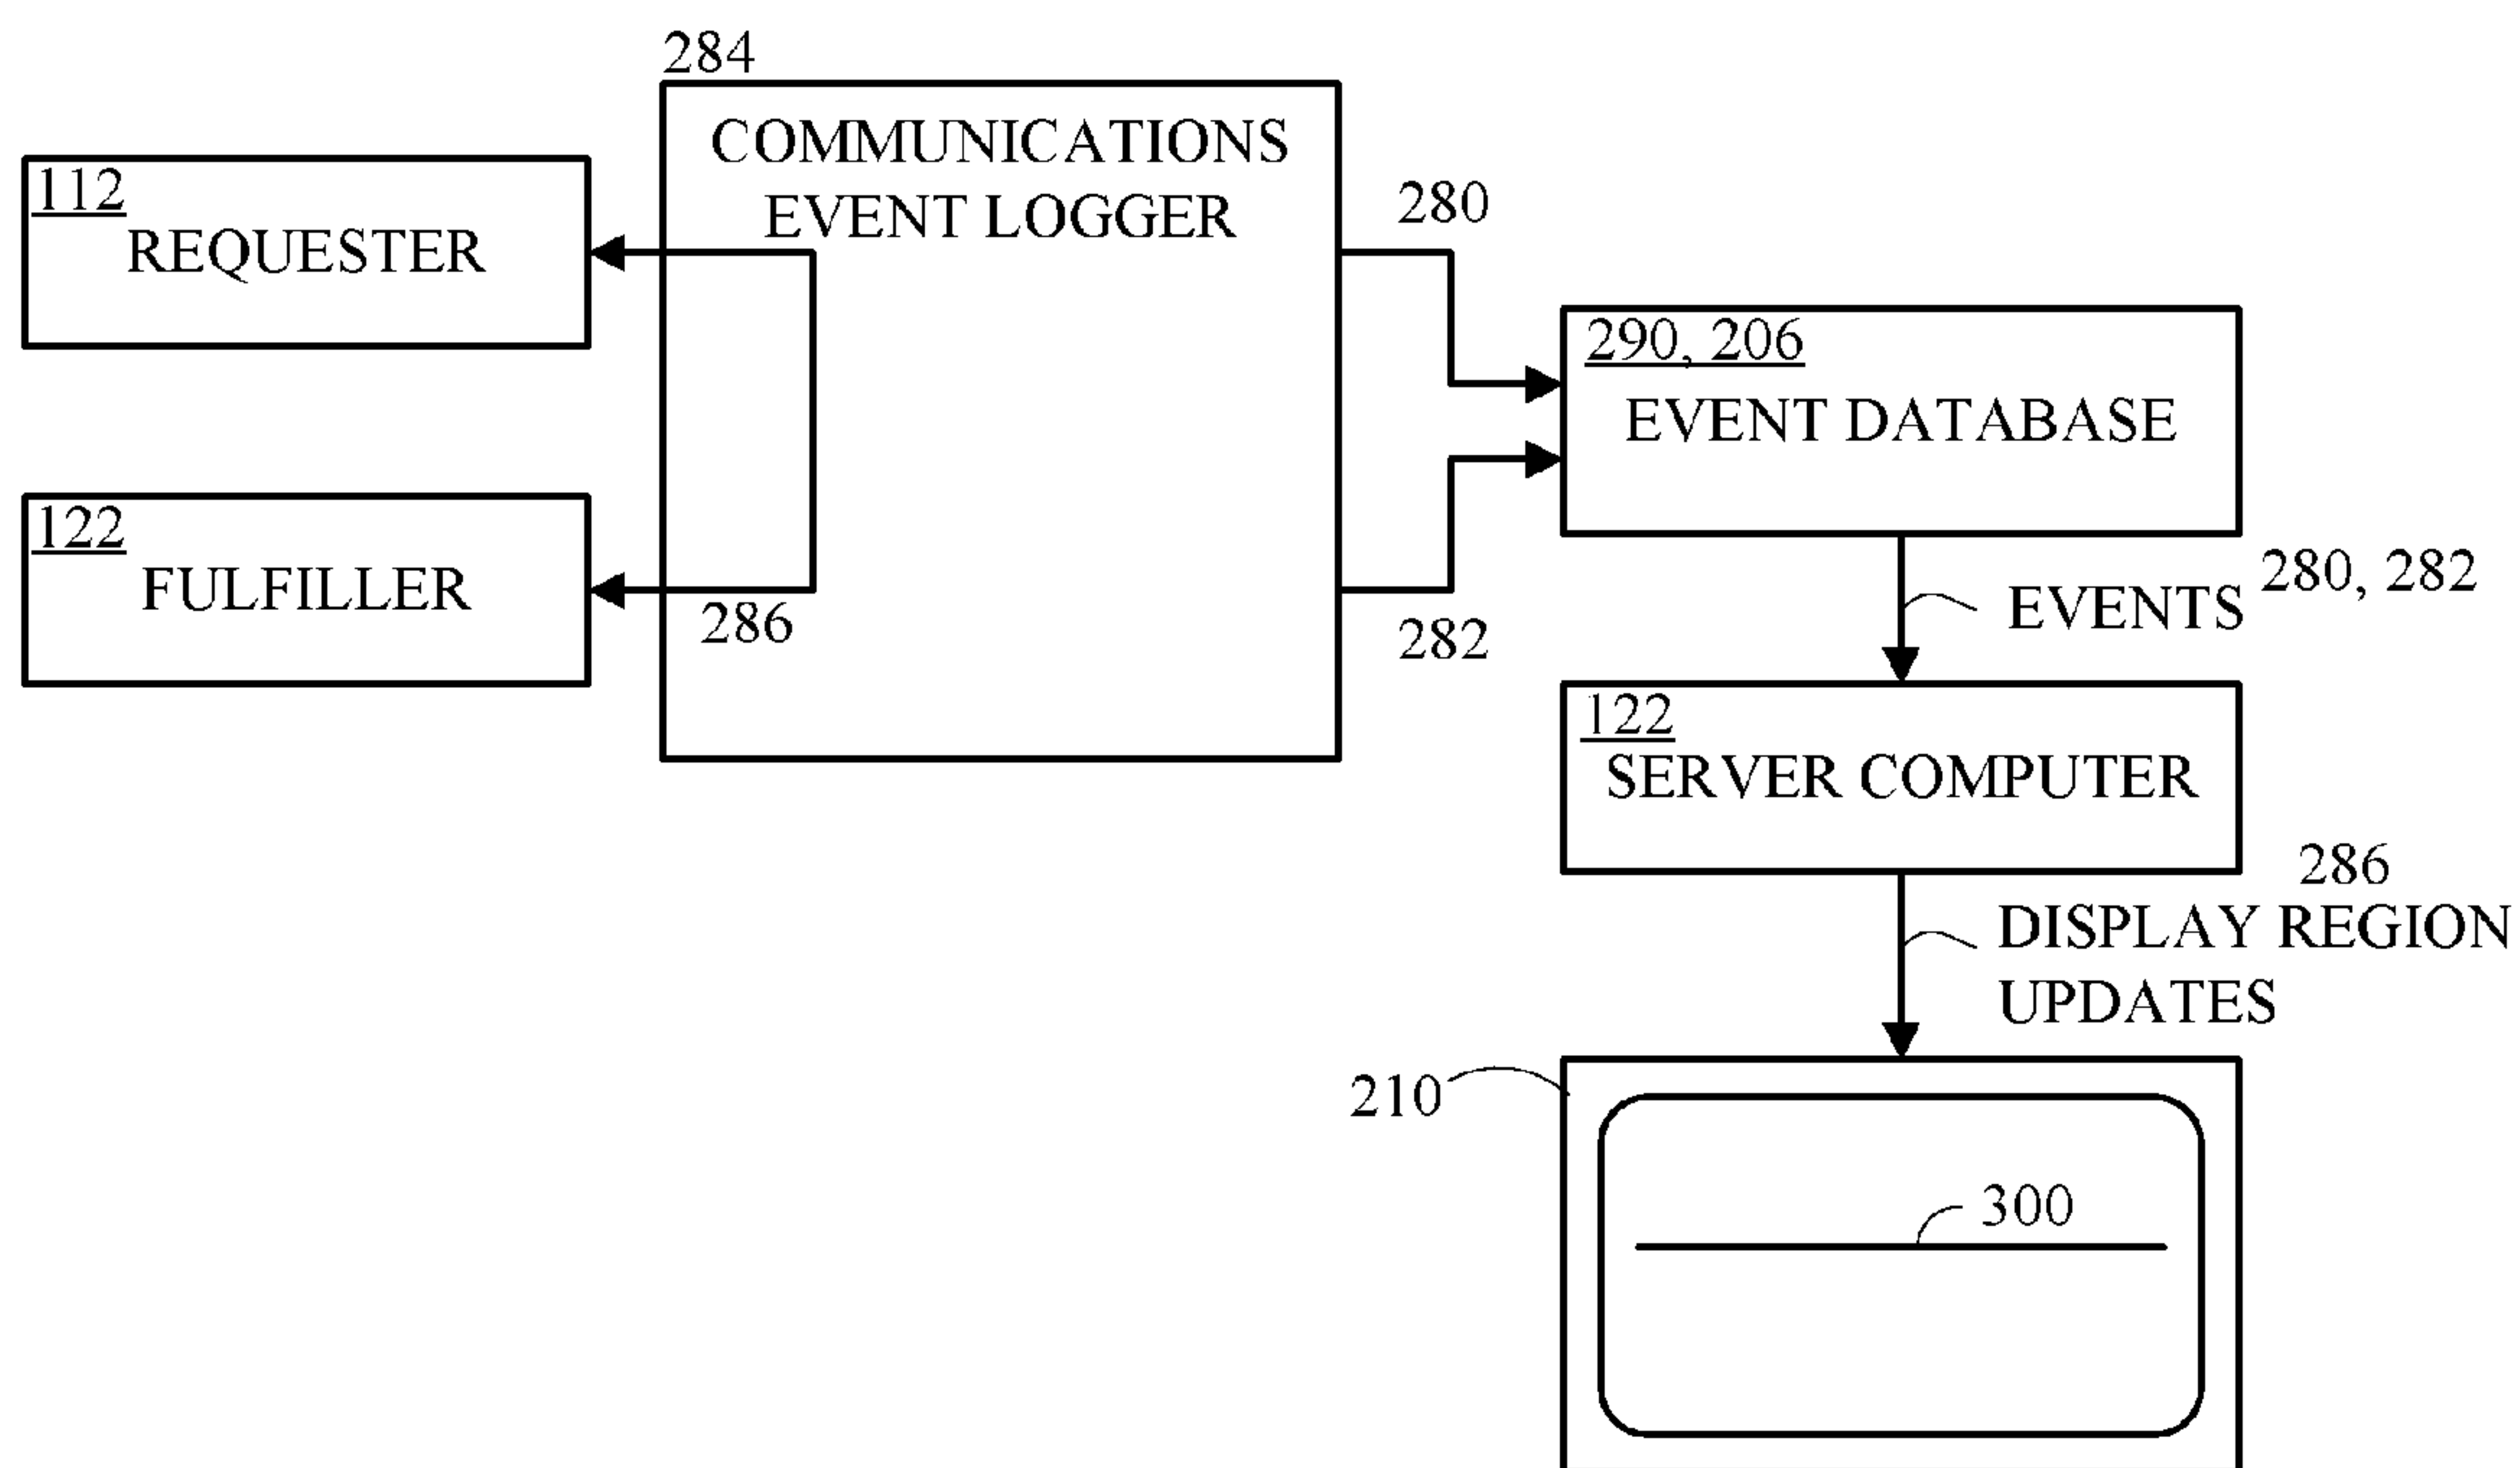 284
COMMUNICATIONS
EVENT LOGGER
112
REQUESTER
280
290, 206
EVENT DATABASE
122
FULFILLER
286
282
280, 282
EVENTS
122
SERVER COMPUTER
286
DISPLAY REGION
UPDATES
210
300